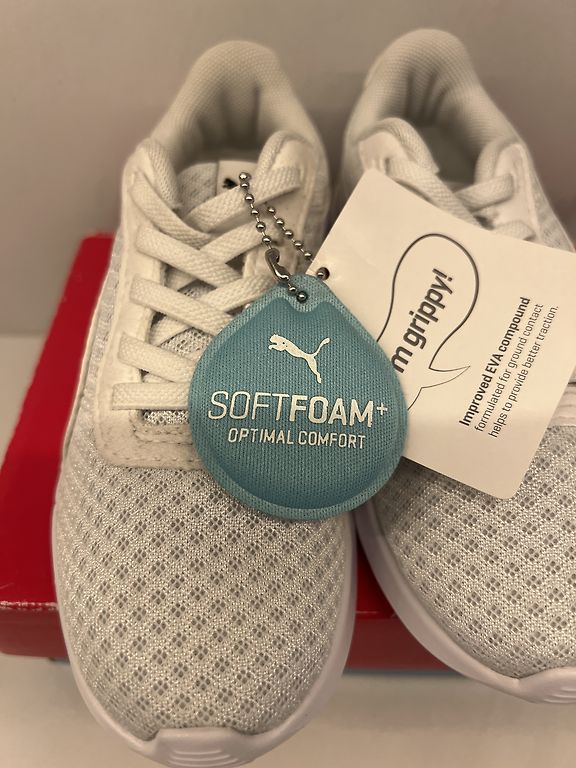 SOFTFOAM+
OPTIMAL COMFORT
m grippy!
Improved EVA compound
formulated for ground contact
helps to provide better traction.